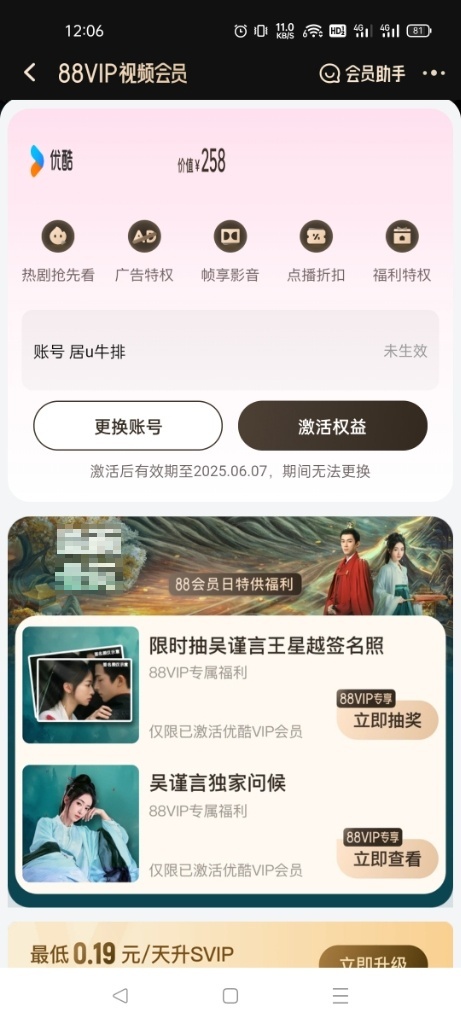 12:06
11.0 KB/S HD2 4G 4G 81
88VIP视频会员
会员助手
优酷
价值¥258
热剧抢先看 广告特权 帧享影音 点播折扣 福利特权
账号 居u牛排
未生效
更换账号
激活权益
激活后有效期至2025.06.07，期间无法更换
88会员日特供福利
限时抽吴谨言王星越签名照
88VIP专属福利
88VIP专享
立即抽奖
仅限已激活优酷VIP会员
吴谨言独家问候
88VIP专属福利
88VIP专享
立即查看
仅限已激活优酷VIP会员
最低0.19元/天升SVIP
立即升级